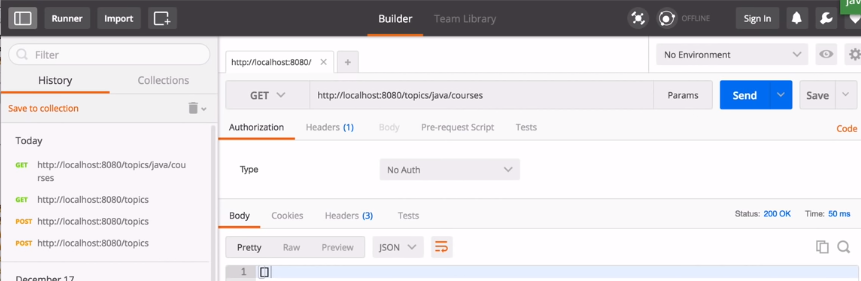 Runner
Import
Builder
Team Library
OFFLINE
Sign In
Filter
History
Collections
Save to collection
Today
GET http://localhost:8080/topics/java/cou
rses
GET http://localhost:8080/topics
POST http://localhost:8080/topics
POST http://localhost:8080/topics
December 17
http://localhost:8080/
No Environment
GET
http://localhost:8080/topics/java/courses
Params
Send
Save
Authorization
Headers (1)
Body
Pre-request Script
Tests
Code
Type
No Auth
Body
Cookies
Headers (3)
Tests
Status: 200 OK
Time: 50 ms
Pretty
Raw
Preview
JSON
1 []